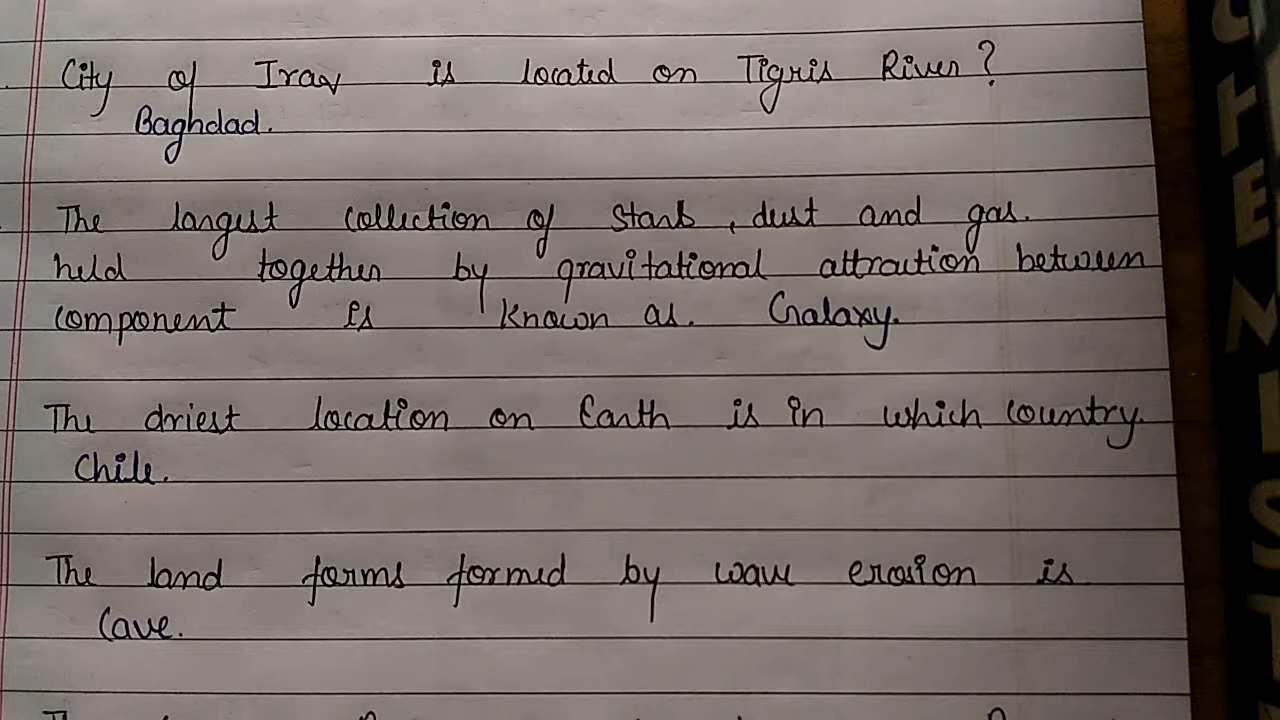 City of Iraq is located on Tigris River?
Baghdad.
The largest collection of stars, dust and gas.
held together by gravitational attraction between
component is known as. Galaxy.
The driest location on Earth is in which country.
Chile.
The land forms formed by wave erosion is
Cave.